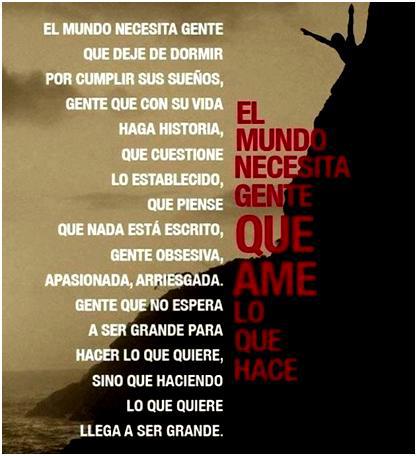 EL MUNDO NECESITA GENTE
QUE DEJE DE DORMIR
POR CUMPLIR SUS SUEÑOS,
GENTE QUE CON SU VIDA
HAGA HISTORIA,
QUE CUESTIONE
LO ESTABLECIDO,
QUE PIENSE
QUE NADA ESTÁ ESCRITO,
GENTE OBSESIVA,
APASIONADA, ARRIESGADA.
GENTE QUE NO ESPERA
A SER GRANDE PARA
HACER LO QUE QUIERE,
SINO QUE HACIENDO
LO QUE QUIERE
LLEGA A SER GRANDE.
EL
MUNDO
NECESITA
GENTE
QUE
AME
LO
QUE
HACE